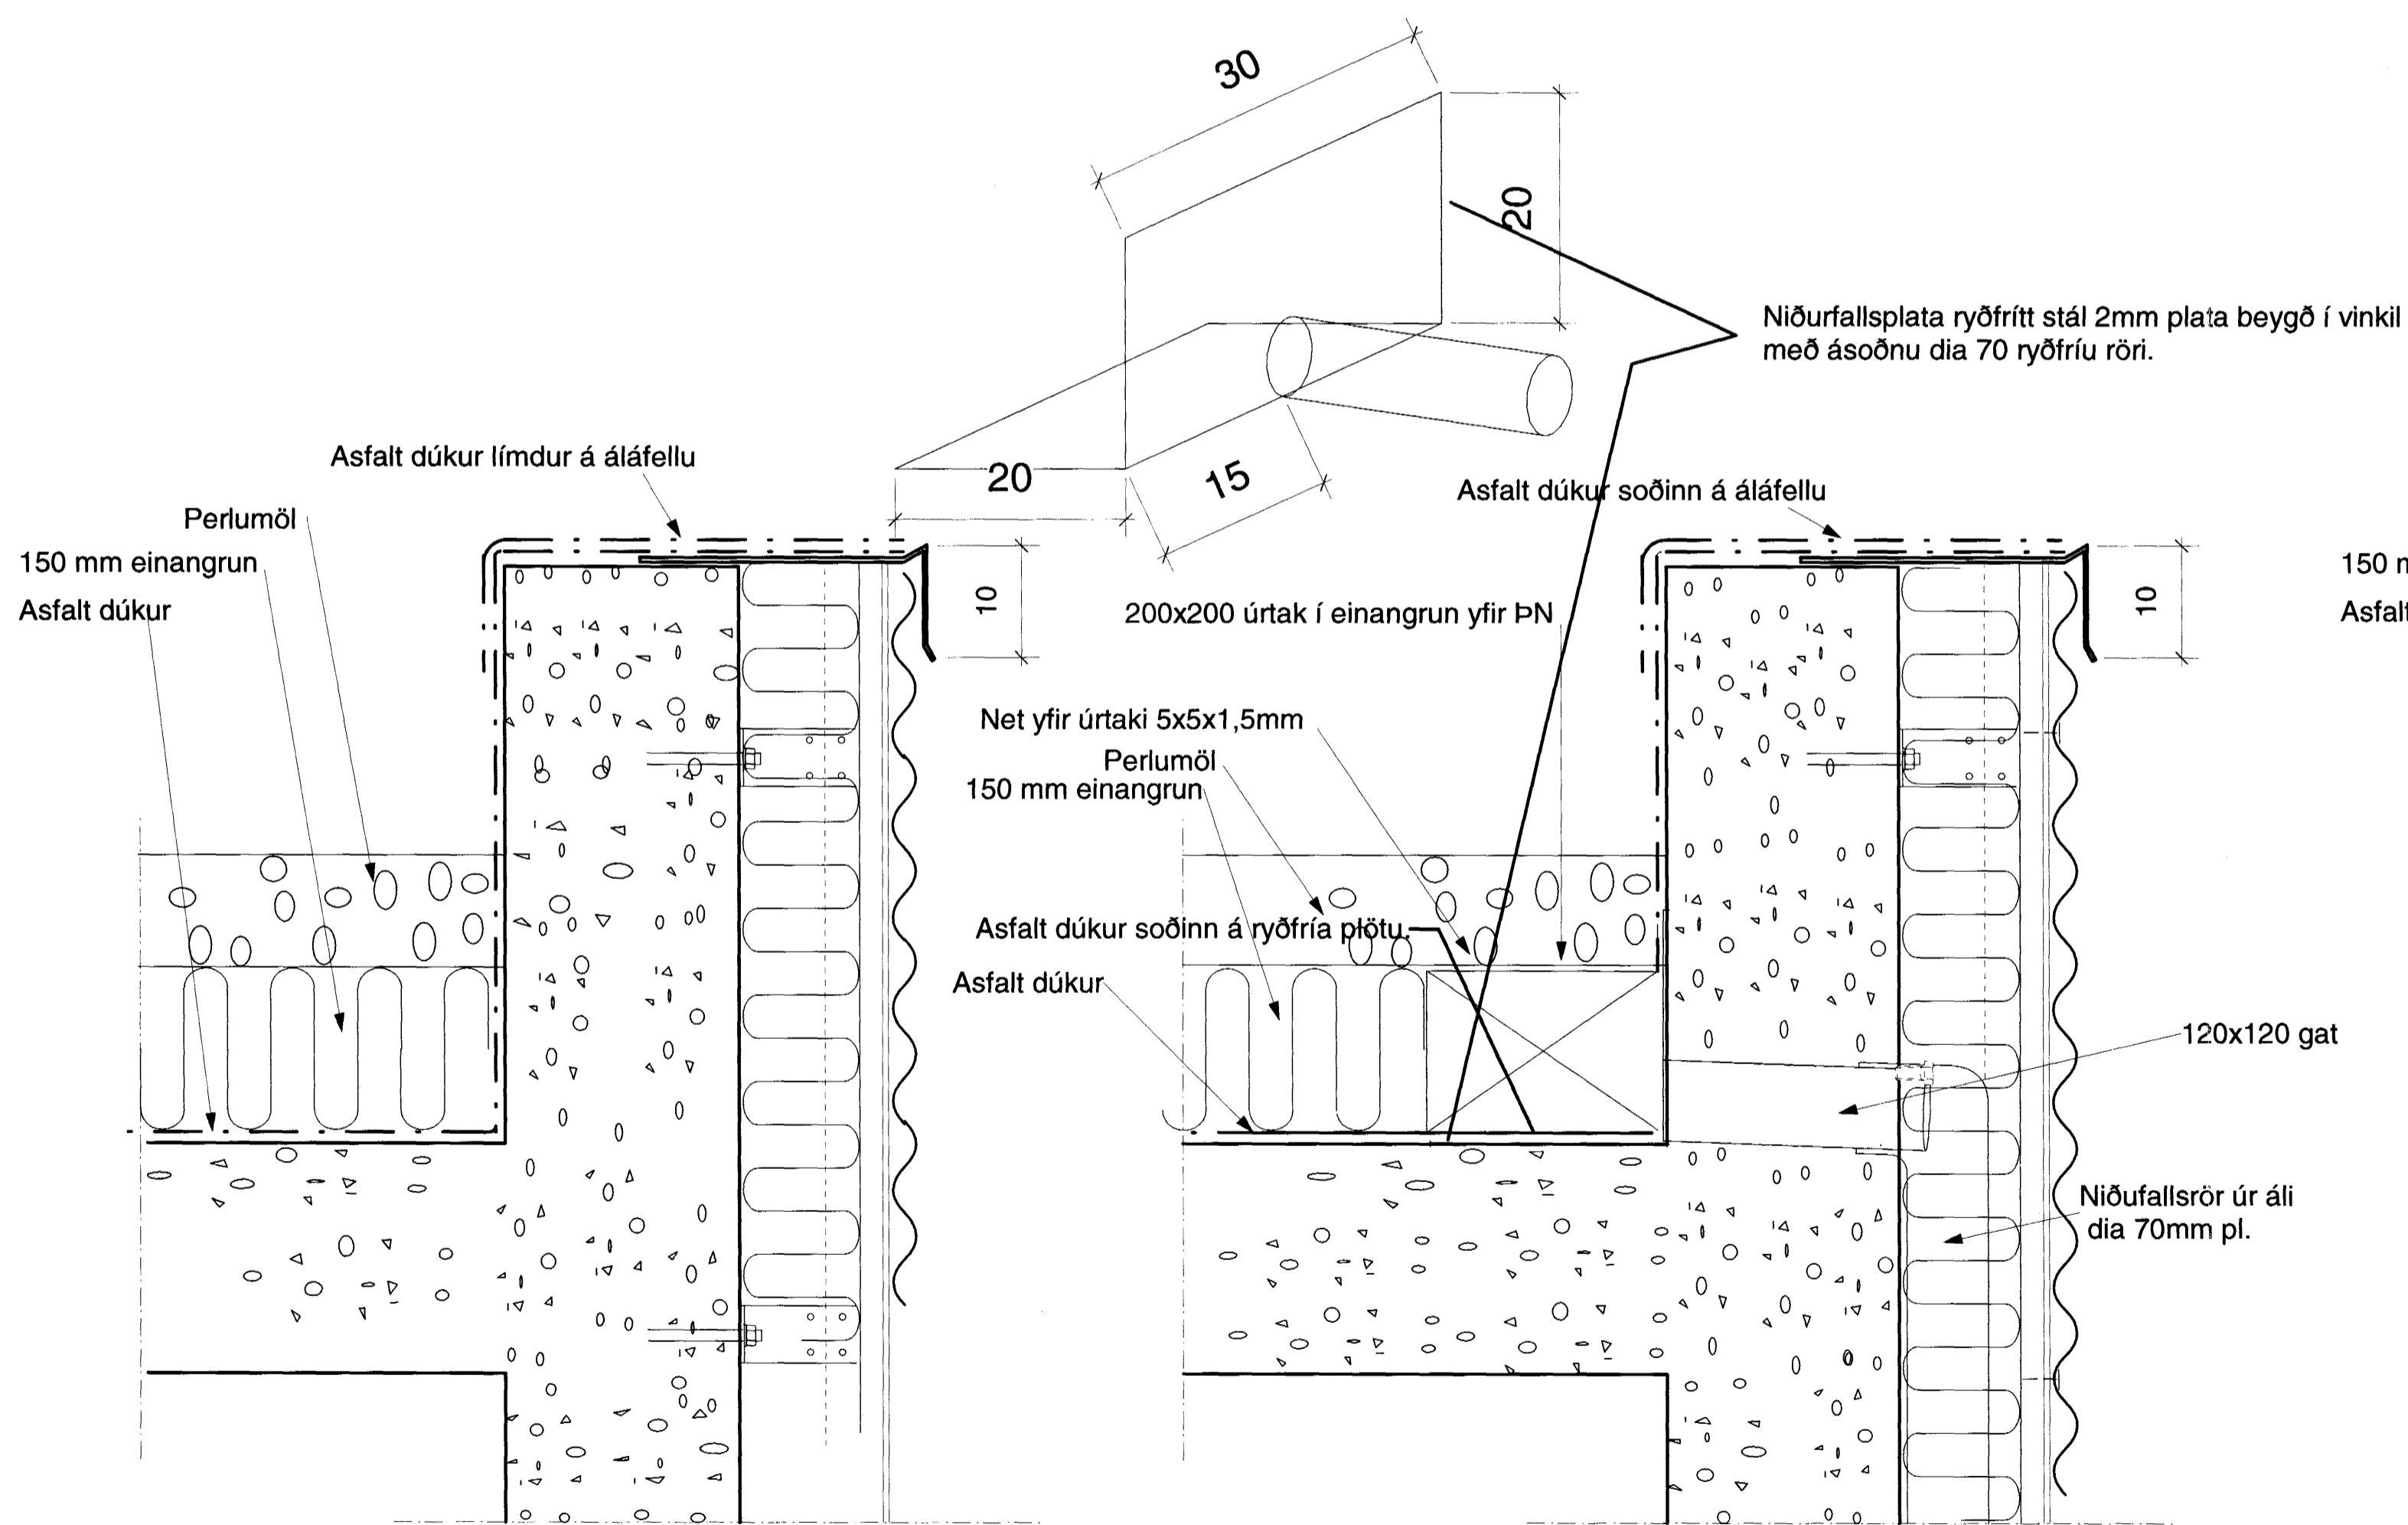 30
20
Niðurfallsplata ryðfrítt stál 2mm plata beygð í vinkil
með ásoðnu dia 70 ryðfríu röri.
Asfalt dúkur límdur á áláfellu
20
15
Asfalt dúkur soðinn á áláfellu
Perlumöl
150 mm einangrun
Asfalt dúkur
10
200x200 úrtak í einangrun yfir ÞN
10
150 m
Asfalt
Net yfir úrtaki 5x5x1,5mm
Perlumöl
150 mm einangrun
Asfalt dúkur soðinn á ryðfría plötu.
Asfalt dúkur
120x120 gat
Niðufallsrör úr áli
dia 70mm pl.